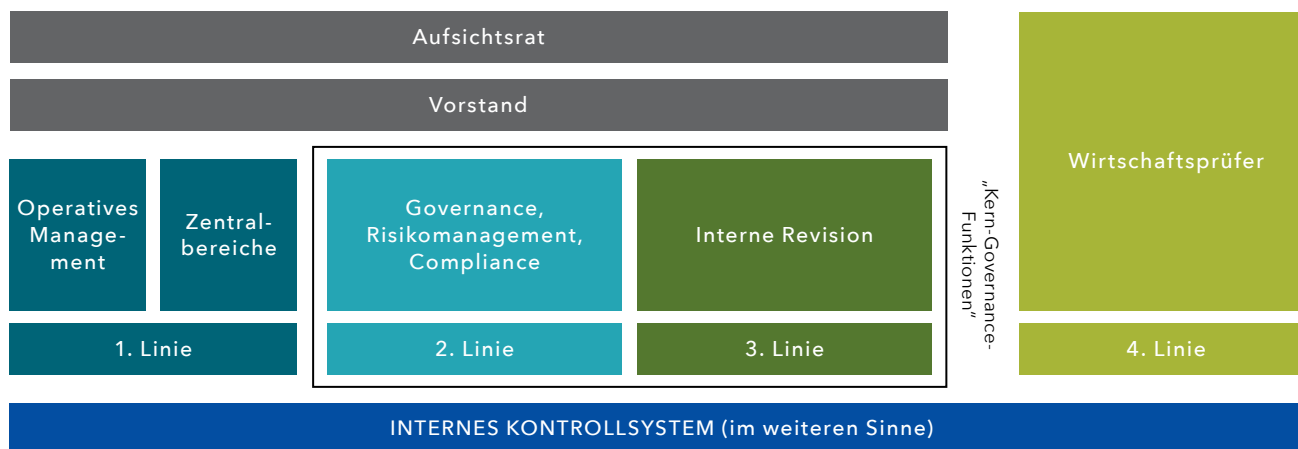 Aufsichtsrat
Vorstand
Operatives
Manage-
ment
Zentral-
bereiche
Governance,
Risikomanagement,
Compliance
Interne Revision
„Kern-Governance-
Funktionen“
Wirtschaftsprüfer
1. Linie
2. Linie
3. Linie
4. Linie
INTERNES KONTROLLSYSTEM (im weiteren Sinne)